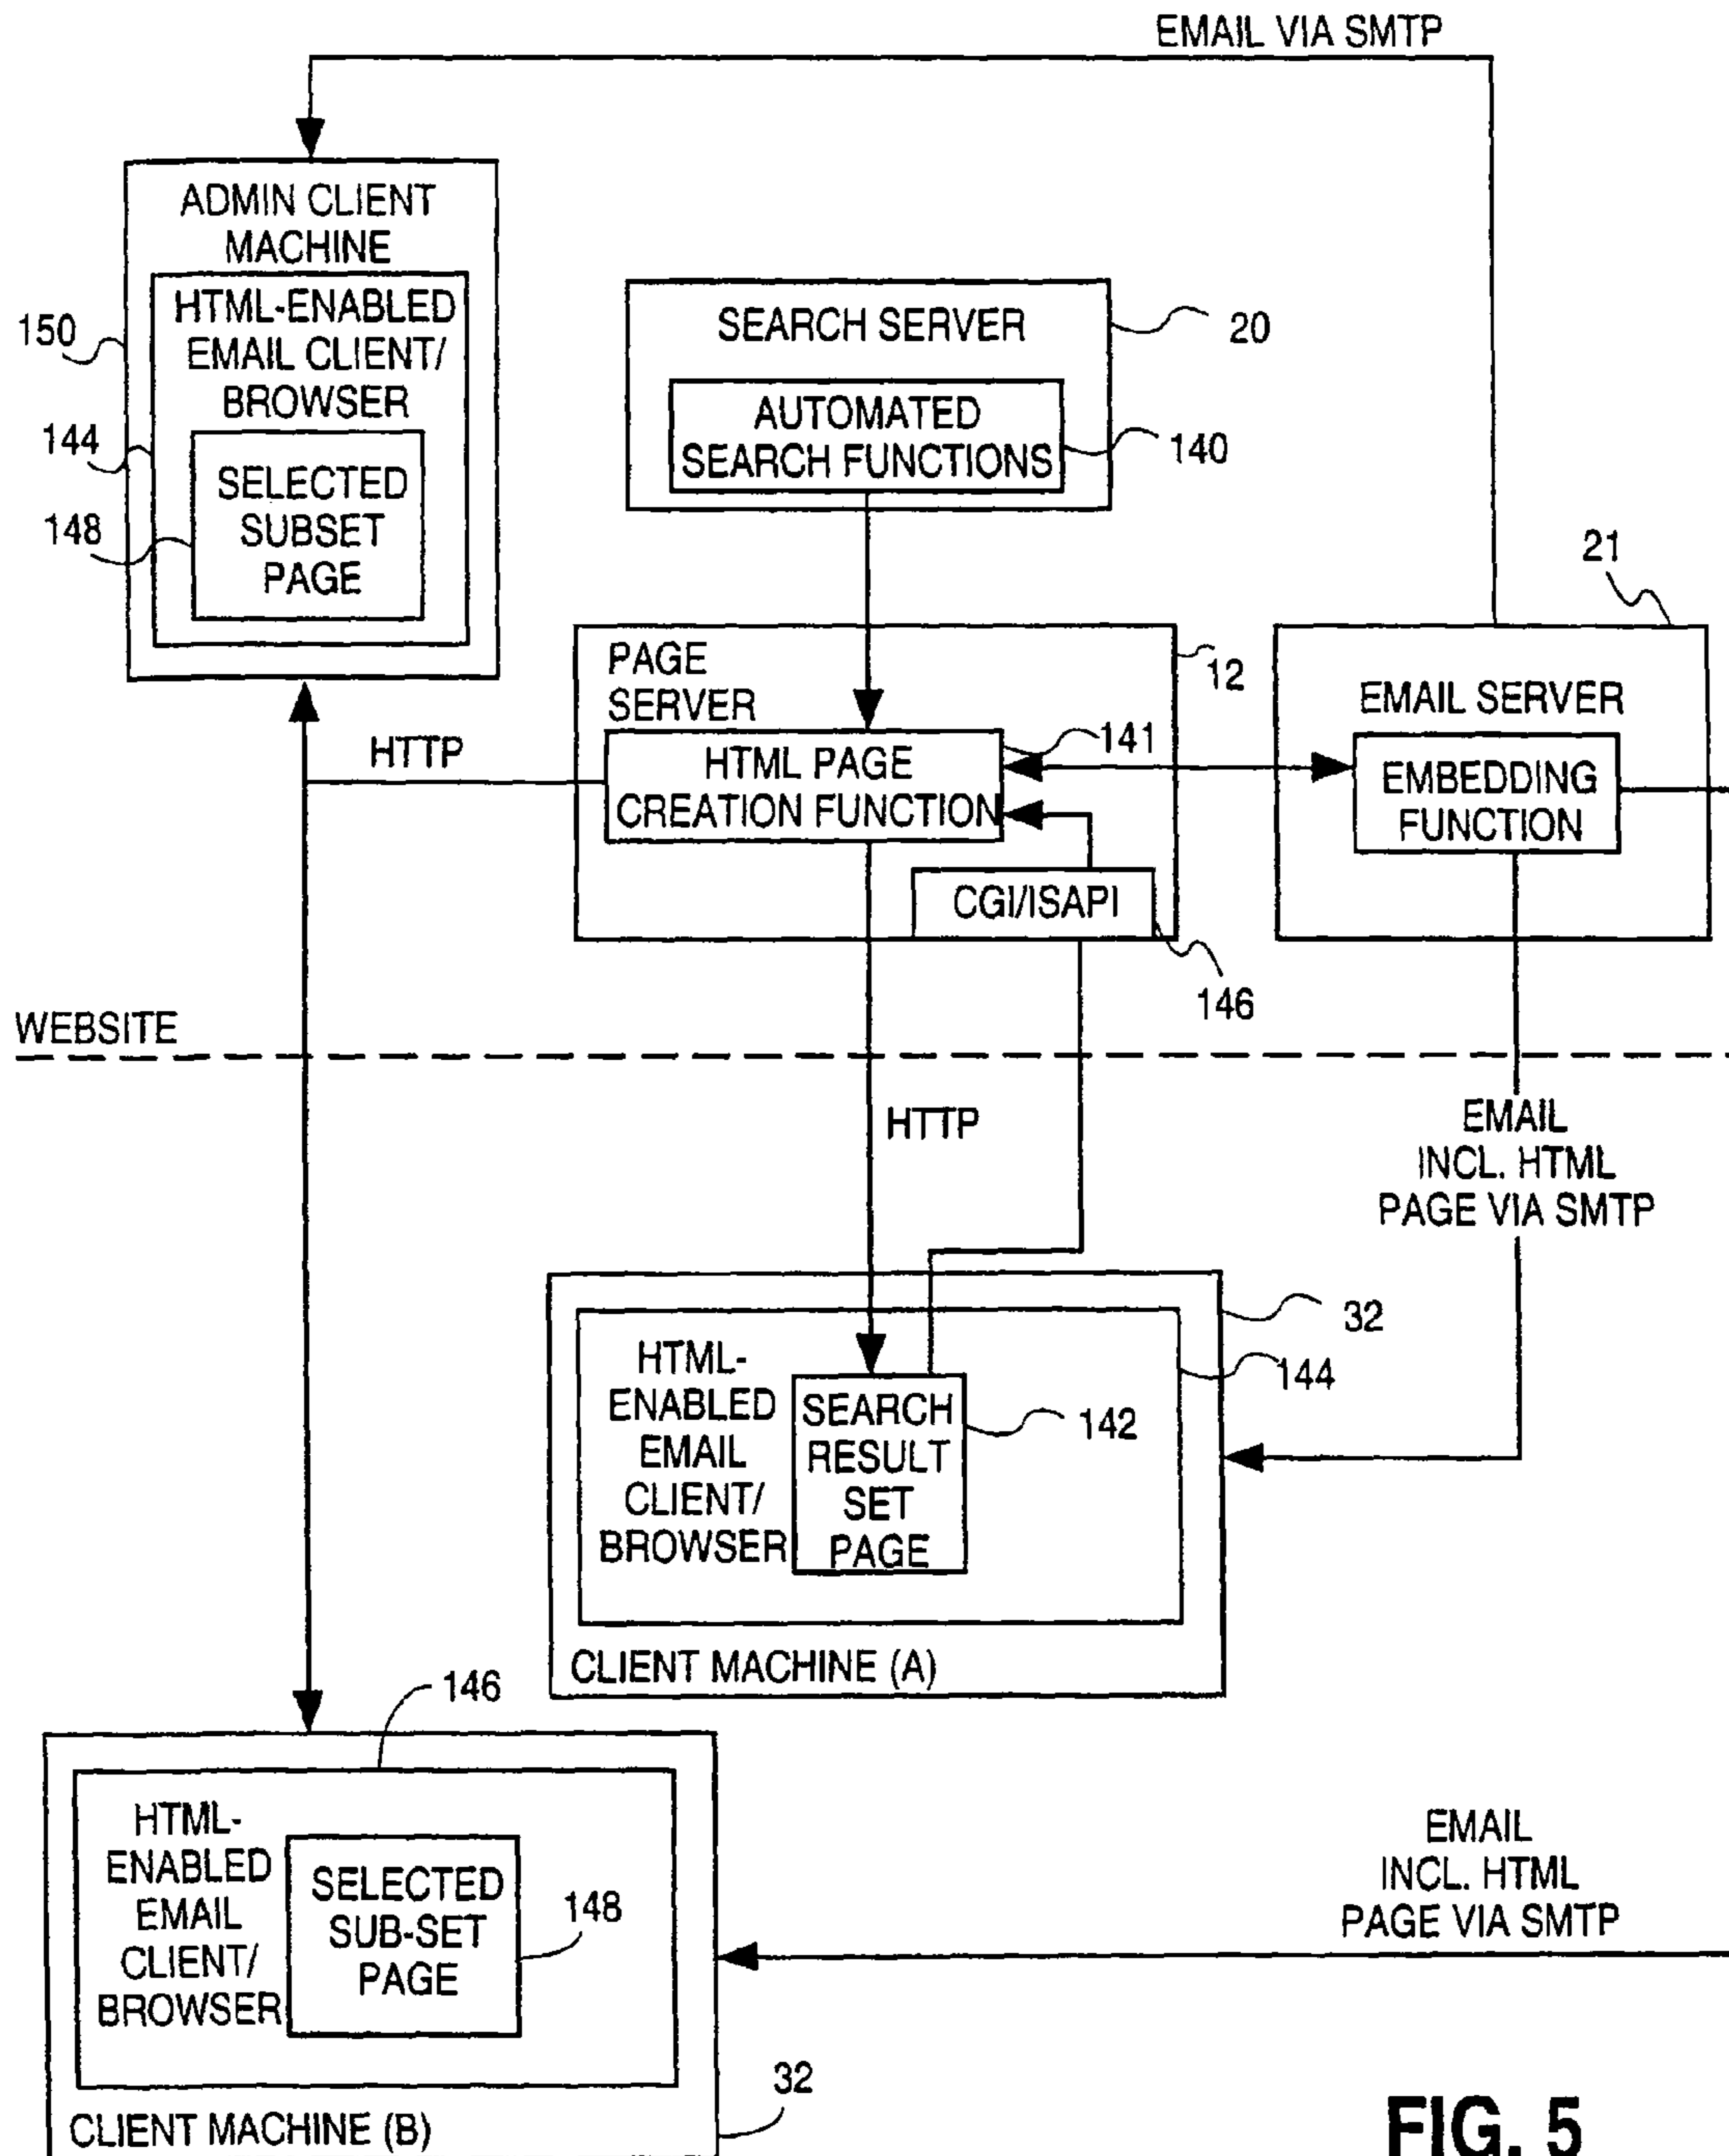 EMAIL VIA SMTP
ADMIN CLIENT
MACHINE
HTML-ENABLED
EMAIL CLIENT/
BROWSER
SELECTED
SUBSET
PAGE
150
144
148
SEARCH SERVER
20
AUTOMATED
SEARCH FUNCTIONS
140
21
PAGE
SERVER
12
HTTP
HTML PAGE
CREATION FUNCTION
141
CGI/ISAPI
146
EMAIL SERVER
EMBEDDING
FUNCTION
WEBSITE
HTTP
EMAIL
INCL. HTML
PAGE VIA SMTP
32
144
HTML-
ENABLED
EMAIL
CLIENT/
BROWSER
SEARCH
RESULT
SET
PAGE
142
CLIENT MACHINE (A)
146
HTML-
ENABLED
EMAIL
CLIENT/
BROWSER
SELECTED
SUB-SET
PAGE
148
EMAIL
INCL. HTML
PAGE VIA SMTP
32
CLIENT MACHINE (B)
FIG. 5